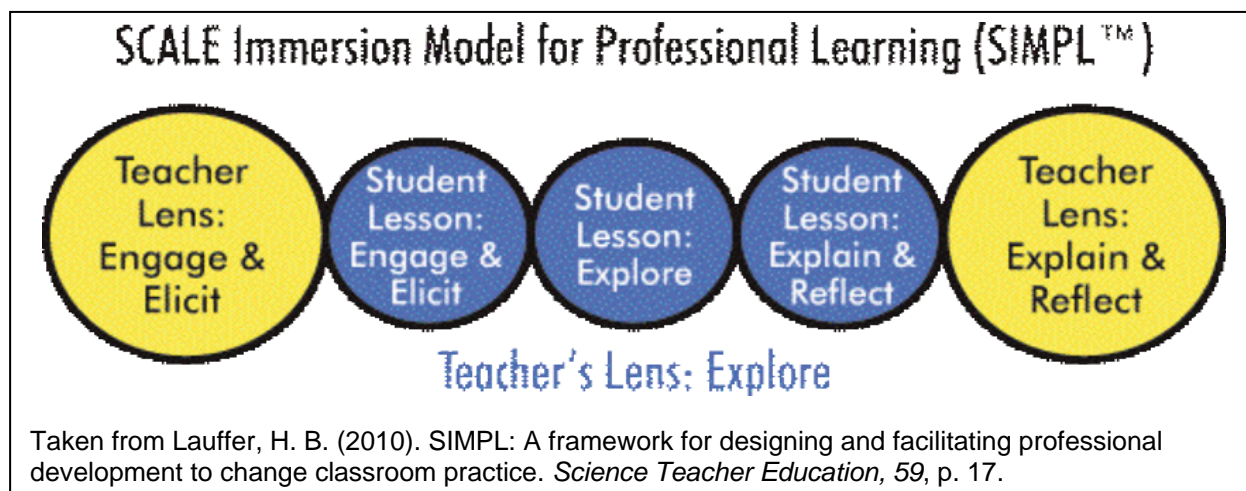 SCALE Immersion Model for Professional Learning (SIMPL™)
Teacher
Lens:
Engage &
Elicit
Student
Lesson:
Engage &
Elicit
Student
Lesson:
Explore
Student
Lesson:
Explain &
Reflect
Teacher
Lens:
Explain &
Reflect
Teacher's Lens: Explore
Taken from Lauffer, H. B. (2010). SIMPL: A framework for designing and facilitating professional
development to change classroom practice. Science Teacher Education, 59, p. 17.